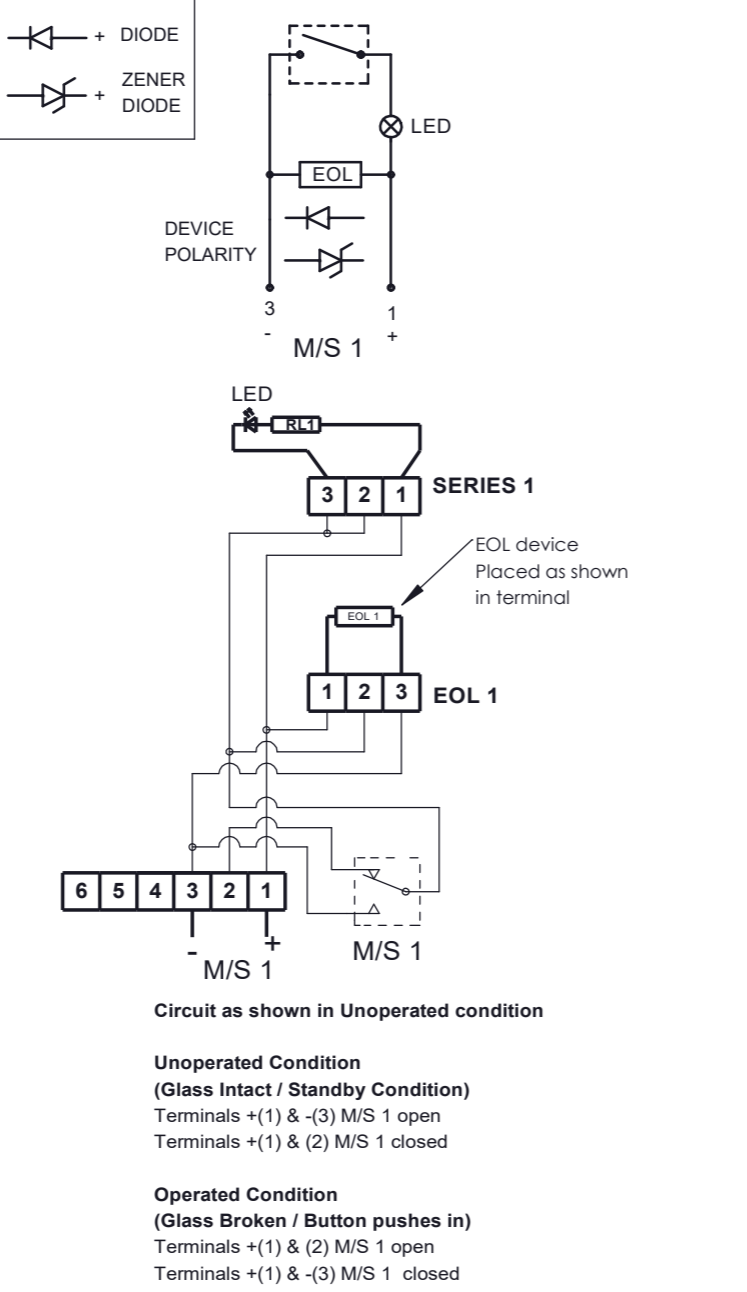 + DIODE
ZENER
+
DIODE
LED
EOL
DEVICE
POLARITY
3
1
-
+
M/S 1
LED
RL1
3 2 1
SERIES 1
EOL device
Placed as shown
in terminal
EOL 1
1 2 3
EOL 1
6 5 4 3 2 1
- +
M/S 1
M/S 1
Circuit as shown in Unoperated condition
Unoperated Condition
(Glass Intact / Standby Condition)
Terminals +(1) & -(3) M/S 1 open
Terminals +(1) & (2) M/S 1 closed
Operated Condition
(Glass Broken / Button pushes in)
Terminals +(1) & (2) M/S 1 open
Terminals +(1) & -(3) M/S 1 closed